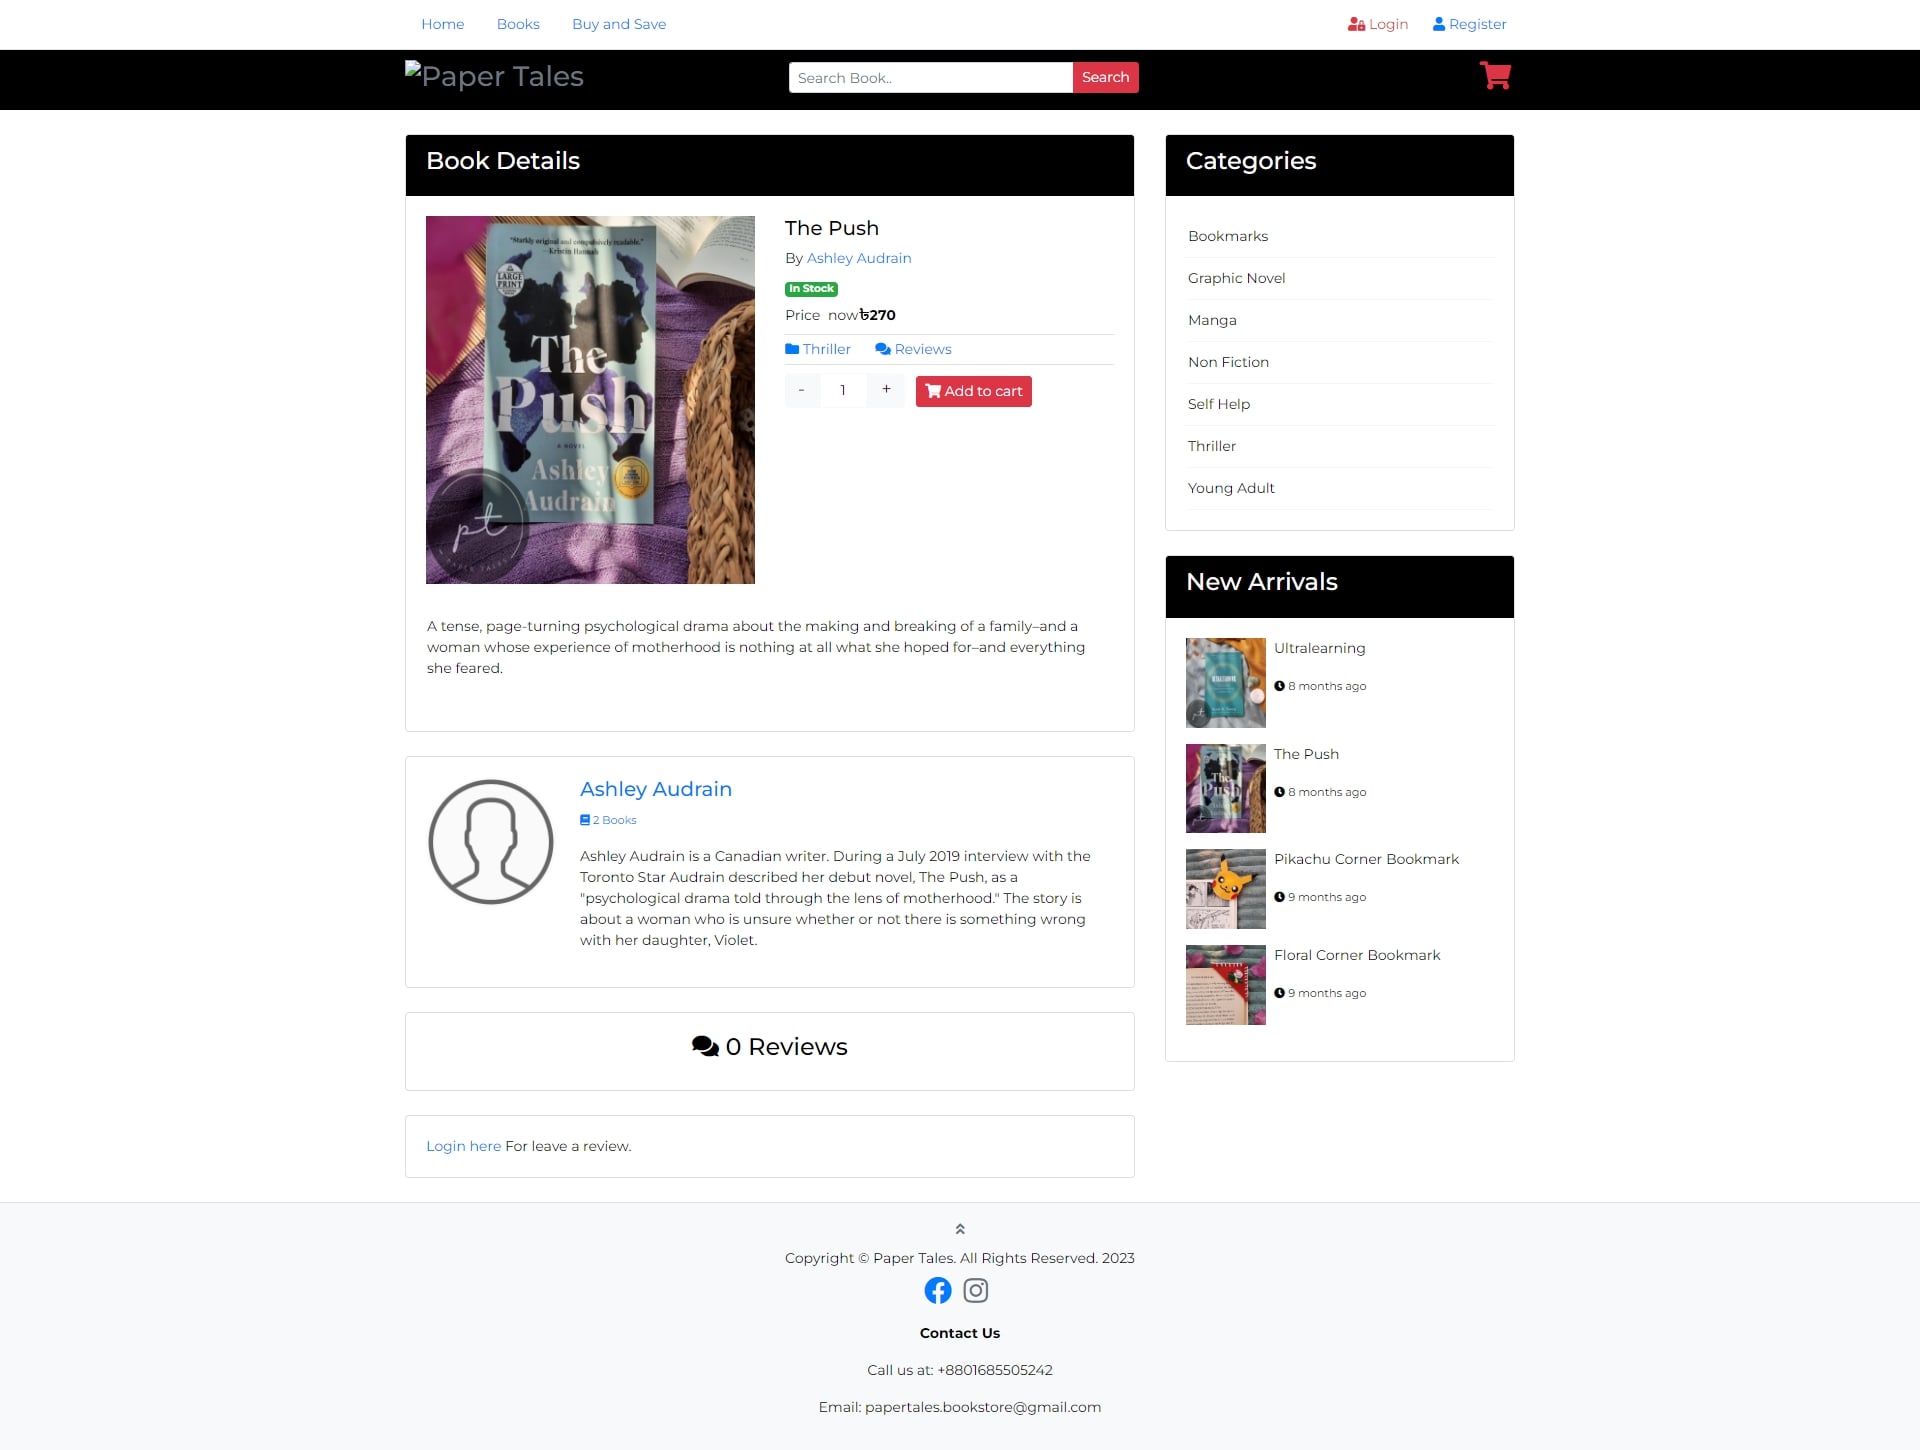 Home Books Buy and Save Login Register
Paper Tales Search Book.. Search
Book Details
"Starkly original and compulsively readable."
—Kristin Hannah
LARGE PRINT
The
Push
A NOVEL
Ashley
Audrain
pt
PAPER TALES
The Push
By Ashley Audrain
In Stock
Price now৳270
Thriller Reviews
- 1 + Add to cart
A tense, page-turning psychological drama about the making and breaking of a family–and a
woman whose experience of motherhood is nothing at all what she hoped for–and everything
she feared.
Ashley Audrain
2 Books
Ashley Audrain is a Canadian writer. During a July 2019 interview with the
Toronto Star Audrain described her debut novel, The Push, as a
"psychological drama told through the lens of motherhood." The story is
about a woman who is unsure whether or not there is something wrong
with her daughter, Violet.
0 Reviews
Login here For leave a review.
Categories
Bookmarks
Graphic Novel
Manga
Non Fiction
Self Help
Thriller
Young Adult
New Arrivals
Ultralearning
8 months ago
The Push
8 months ago
Pikachu Corner Bookmark
9 months ago
Floral Corner Bookmark
9 months ago
Copyright © Paper Tales. All Rights Reserved. 2023
Contact Us
Call us at: +8801685505242
Email: papertales.bookstore@gmail.com